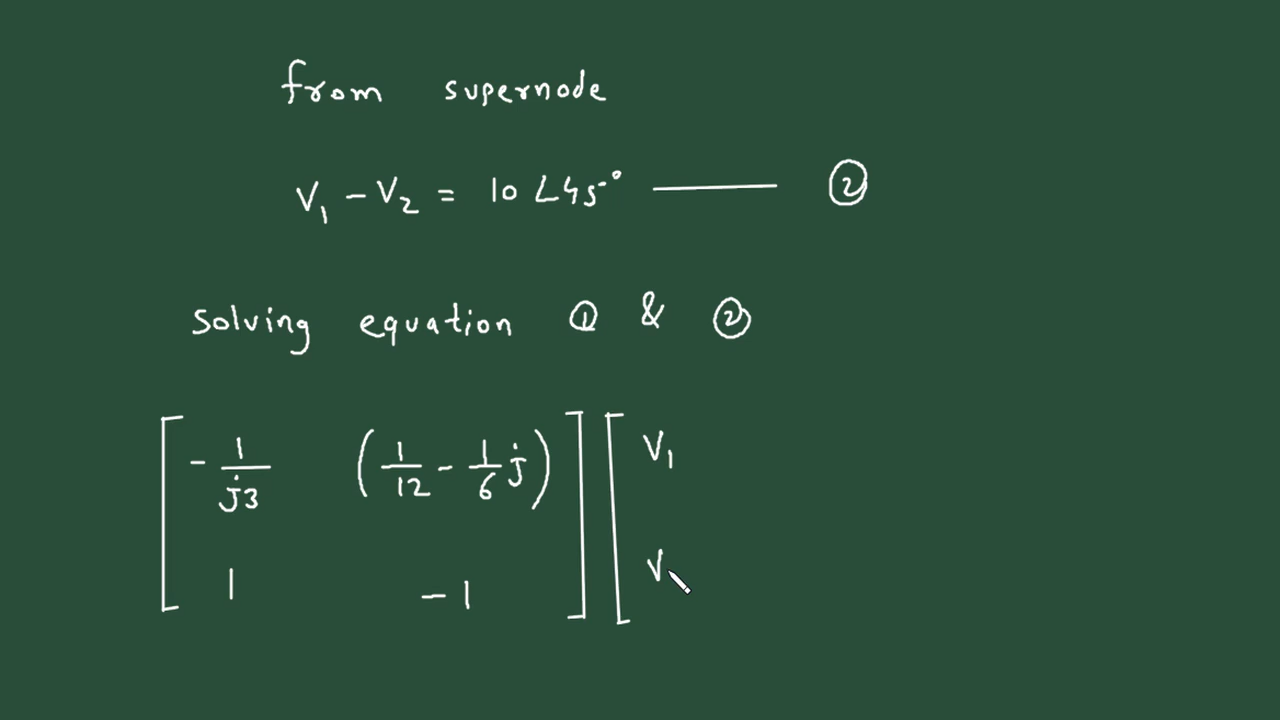 from supernode
V₁ - V₂ = 10 ∠45° ——— ②
Solving equation ① & ②
[ -1/j3 (1/12 - 1/6 j) ] [ V₁
1 -1 V